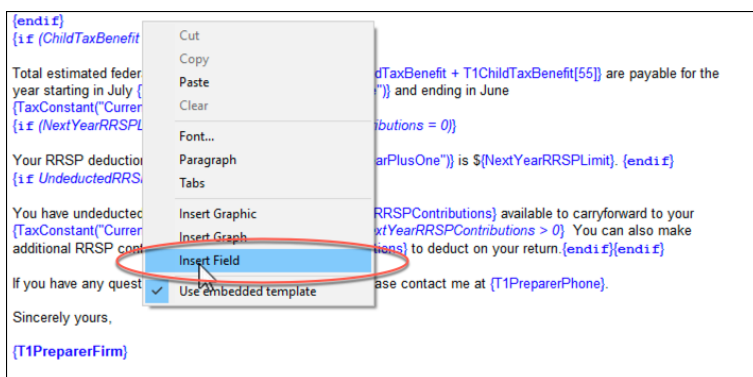 {endif}
{if (ChildTaxBenefit
Total estimated feder dTaxBenefit + T1ChildTaxBenefit[55]} are payable for the
year starting in July { ")} and ending in June
{TaxConstant("Curren
{if (NextYearRRSPL ibutions = 0)}
Your RRSP deduction arPlusOne")} is ${NextYearRRSPLimit}. {endif}
{if UndeductedRRS
You have undeducted RRSPContributions} available to carryforward to your
{TaxConstant("Curren xtYearRRSPContributions > 0} You can also make
additional RRSP cont ions} to deduct on your return.{endif}{endif}
If you have any quest ase contact me at {T1PreparerPhone}.
Sincerely yours,
{T1PreparerFirm}
Cut
Copy
Paste
Clear
Font...
Paragraph
Tabs
Insert Graphic
Insert Graph
Insert Field
Use embedded template